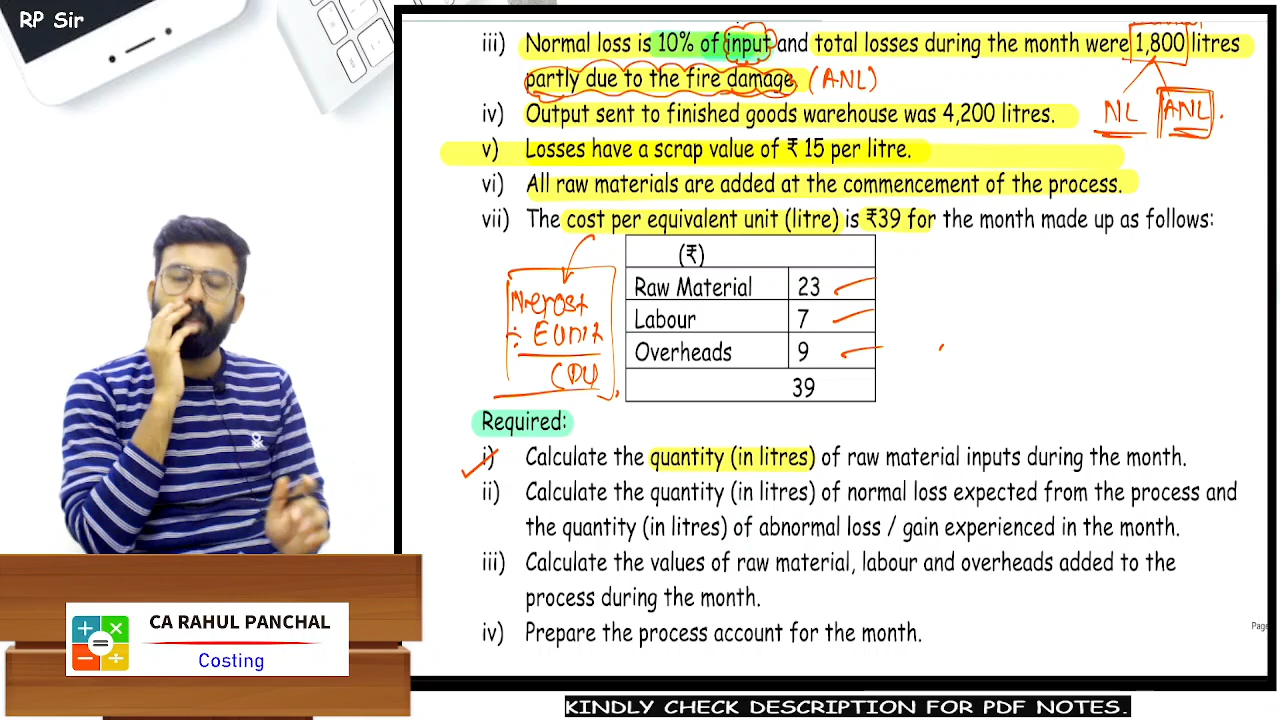 RP Sir
iii) Normal loss is 10% of input and total losses during the month were 1,800 litres
partly due to the fire damage. (ANL)
NL ANL.
iv) Output sent to finished goods warehouse was 4,200 litres.
v) Losses have a scrap value of ₹ 15 per litre.
vi) All raw materials are added at the commencement of the process.
vii) The cost per equivalent unit (litre) is ₹39 for the month made up as follows:
(₹)
Raw Material 23
Labour 7
Overheads 9
39
÷ EUnit
CPU
Required:
i) Calculate the quantity (in litres) of raw material inputs during the month.
ii) Calculate the quantity (in litres) of normal loss expected from the process and
the quantity (in litres) of abnormal loss / gain experienced in the month.
iii) Calculate the values of raw material, labour and overheads added to the
process during the month.
iv) Prepare the process account for the month.
Page
CA RAHUL PANCHAL
Costing
KINDLY CHECK DESCRIPTION FOR PDF NOTES.